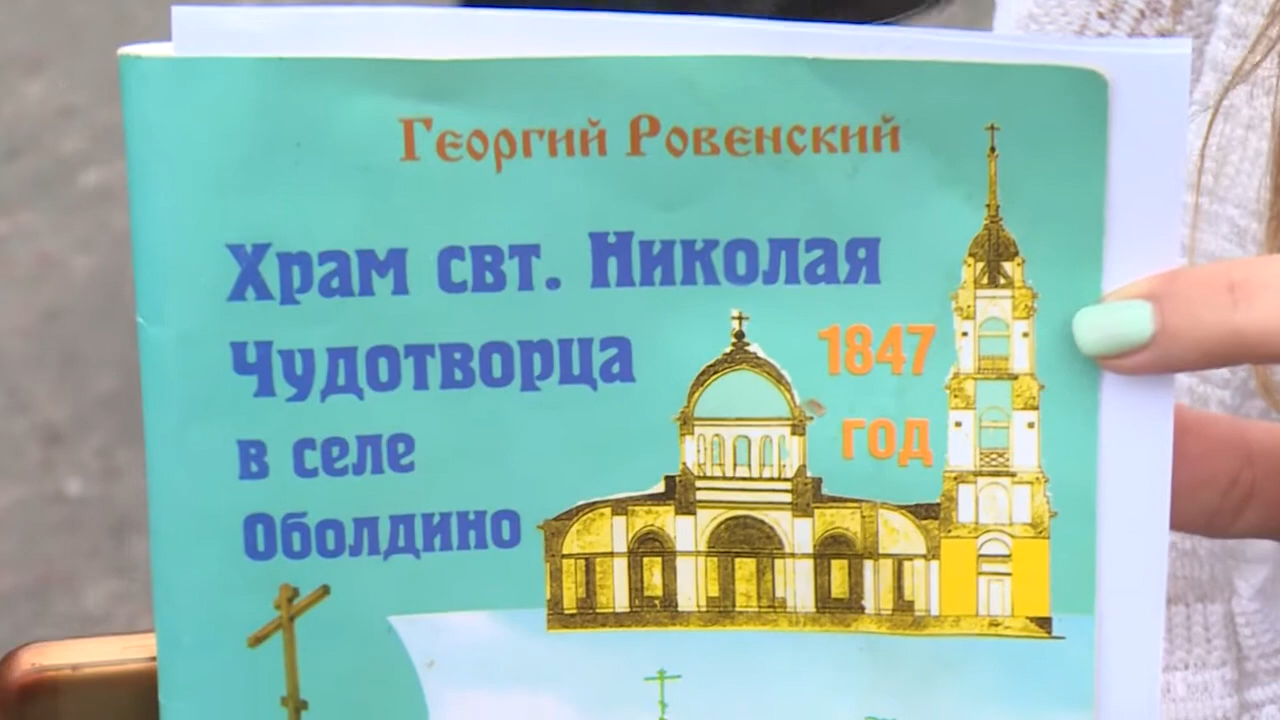 Георгий Ровенский
Храм свт. Николая
Чудотворца
1847
в селе
год
Оболдино